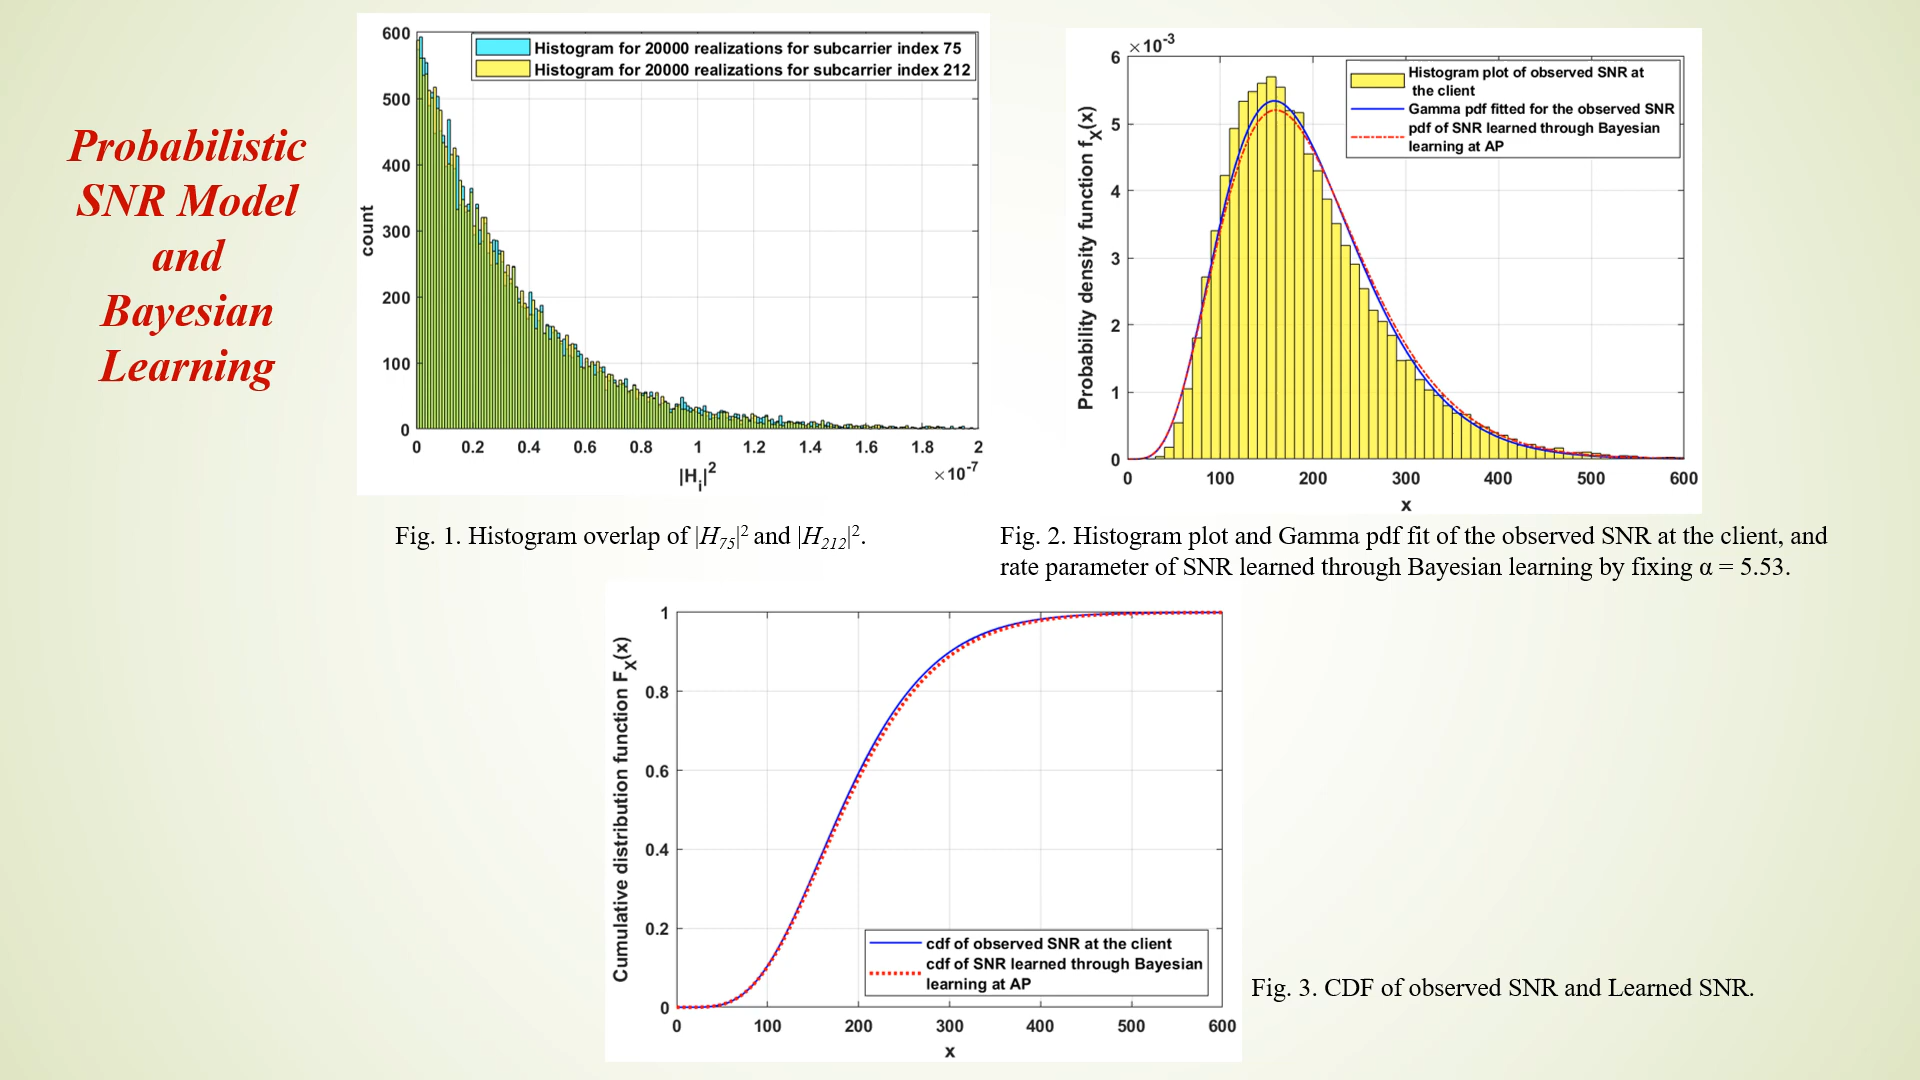 Probabilistic
SNR Model
and
Bayesian
Learning
600
500
400
300
200
100
0
count
Histogram for 20000 realizations for subcarrier index 75
Histogram for 20000 realizations for subcarrier index 212
0 0.2 0.4 0.6 0.8 1 1.2 1.4 1.6 1.8 2
|H_i|^2
×10^-7
Fig. 1. Histogram overlap of |H_75|^2 and |H_212|^2.
×10^-3
6
5
4
3
2
1
0
Probability density function f_X(x)
Histogram plot of observed SNR at
the client
Gamma pdf fitted for the observed SNR
pdf of SNR learned through Bayesian
learning at AP
0 100 200 300 400 500 600
x
Fig. 2. Histogram plot and Gamma pdf fit of the observed SNR at the client, and
rate parameter of SNR learned through Bayesian learning by fixing α = 5.53.
1
0.8
0.6
0.4
0.2
0
Cumulative distribution function F_X(x)
cdf of observed SNR at the client
cdf of SNR learned through Bayesian
learning at AP
0 100 200 300 400 500 600
x
Fig. 3. CDF of observed SNR and Learned SNR.